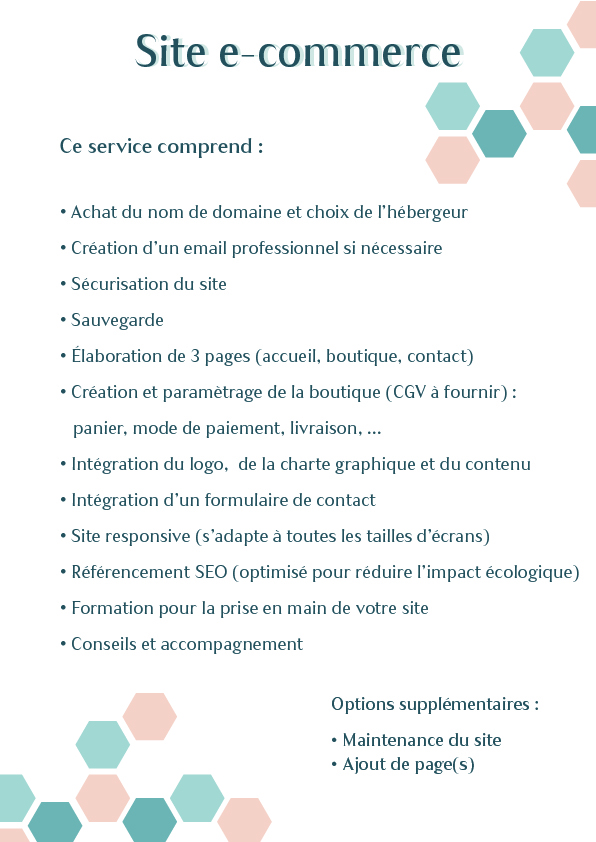 Site e-commerce
Ce service comprend :
• Achat du nom de domaine et choix de l'hébergeur
• Création d'un email professionnel si nécessaire
• Sécurisation du site
• Sauvegarde
• Élaboration de 3 pages (accueil, boutique, contact)
• Création et paramètrage de la boutique (CGV à fournir) :
panier, mode de paiement, livraison, ...
• Intégration du logo,  de la charte graphique et du contenu
• Intégration d'un formulaire de contact
• Site responsive (s'adapte à toutes les tailles d'écrans)
• Référencement SEO (optimisé pour réduire l'impact écologique)
• Formation pour la prise en main de votre site
• Conseils et accompagnement
Options supplémentaires :
• Maintenance du site
• Ajout de page(s)